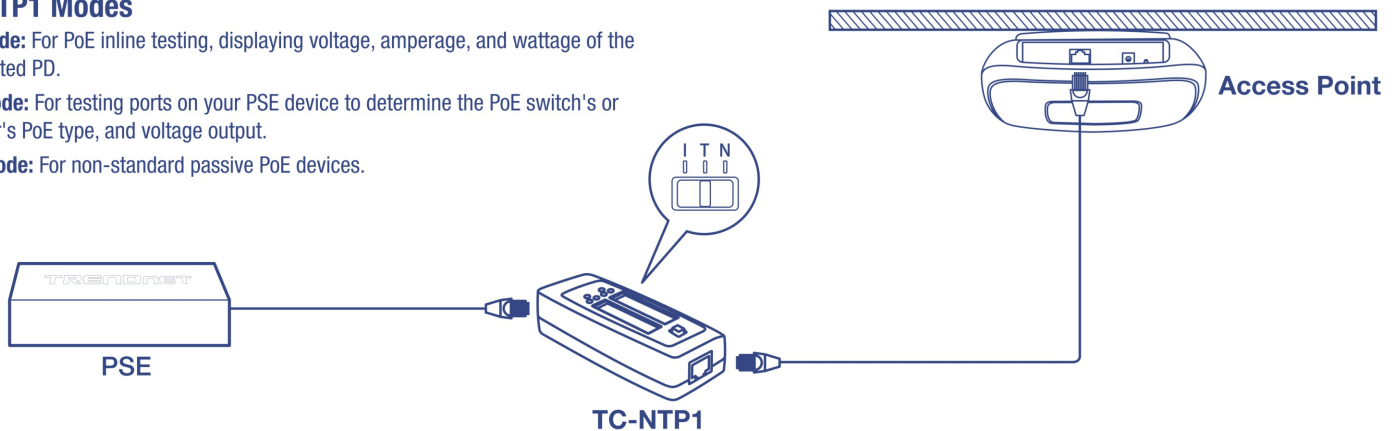 TP1 Modes
de: For PoE inline testing, displaying voltage, amperage, and wattage of the
ted PD.
ode: For testing ports on your PSE device to determine the PoE switch's or
r's PoE type, and voltage output.
ode: For non-standard passive PoE devices.
Access Point
I T N
TRENDNET
PSE
TC-NTP1